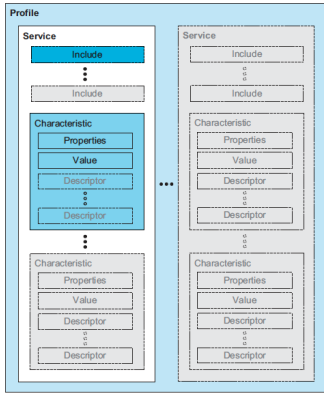 Profile
Service
Include
Include
Characteristic
Properties
Value
Descriptor
Descriptor
Characteristic
Properties
Value
Descriptor
Descriptor
Service
Include
Include
Characteristic
Properties
Value
Descriptor
Descriptor
Characteristic
Properties
Value
Descriptor
Descriptor